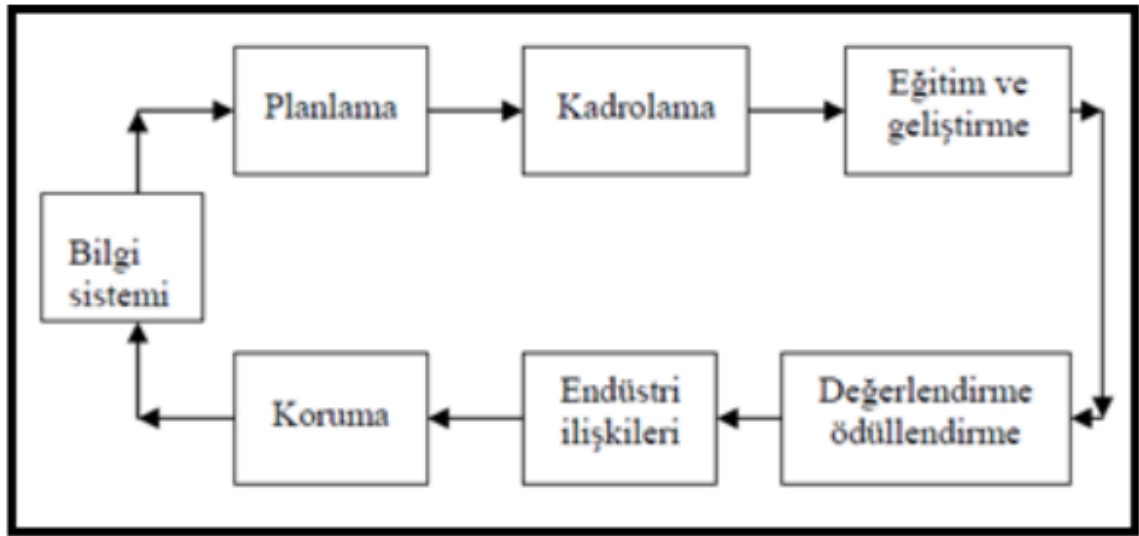 Planlama
Kadrolama
Eğitim ve
geliştirme
Bilgi
sistemi
Koruma
Endüstri
ilişkileri
Değerlendirme
ödüllendirme